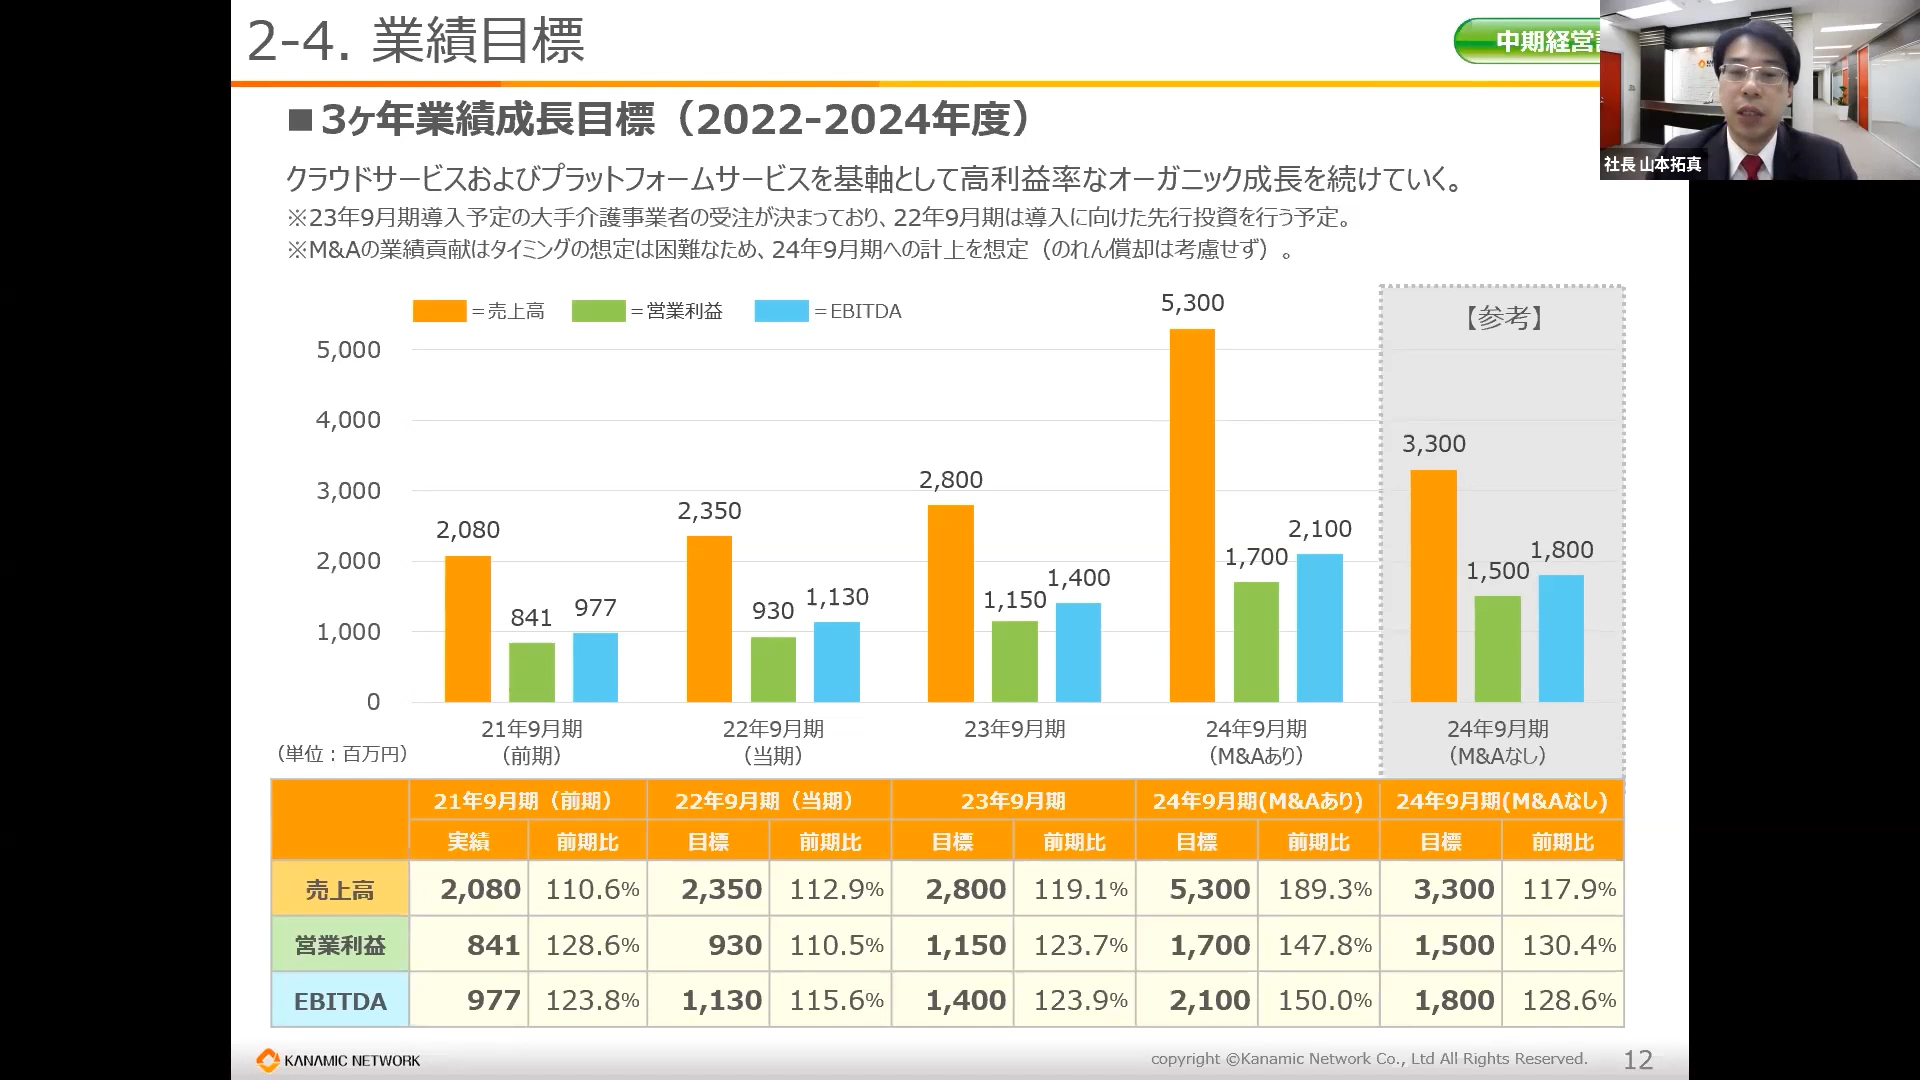 2-4. 業績目標
中期経営
社長 山本拓真
■3ヶ年業績成長目標（2022-2024年度）
クラウドサービスおよびプラットフォームサービスを基軸として高利益率なオーガニック成長を続けていく。
※23年9月期導入予定の大手介護事業者の受注が決まっており、22年9月期は導入に向けた先行投資を行う予定。
※M&Aの業績貢献はタイミングの想定は困難なため、24年9月期への計上を想定（のれん償却は考慮せず）。
＝売上高 ＝営業利益 ＝EBITDA
【参考】
5,000
4,000
3,000
2,000
1,000
0
2,080 841 977
2,350 930 1,130
2,800 1,150 1,400
5,300 1,700 2,100
3,300 1,500 1,800
21年9月期 22年9月期 23年9月期 24年9月期 24年9月期
（単位：百万円） （前期） （当期） （M&Aあり） （M&Aなし）
21年9月期（前期） 22年9月期（当期） 23年9月期 24年9月期(M&Aあり) 24年9月期(M&Aなし)
実績 前期比 目標 前期比 目標 前期比 目標 前期比 目標 前期比
売上高 2,080 110.6% 2,350 112.9% 2,800 119.1% 5,300 189.3% 3,300 117.9%
営業利益 841 128.6% 930 110.5% 1,150 123.7% 1,700 147.8% 1,500 130.4%
EBITDA 977 123.8% 1,130 115.6% 1,400 123.9% 2,100 150.0% 1,800 128.6%
KANAMIC NETWORK
copyright ©Kanamic Network Co., Ltd All Rights Reserved. 12